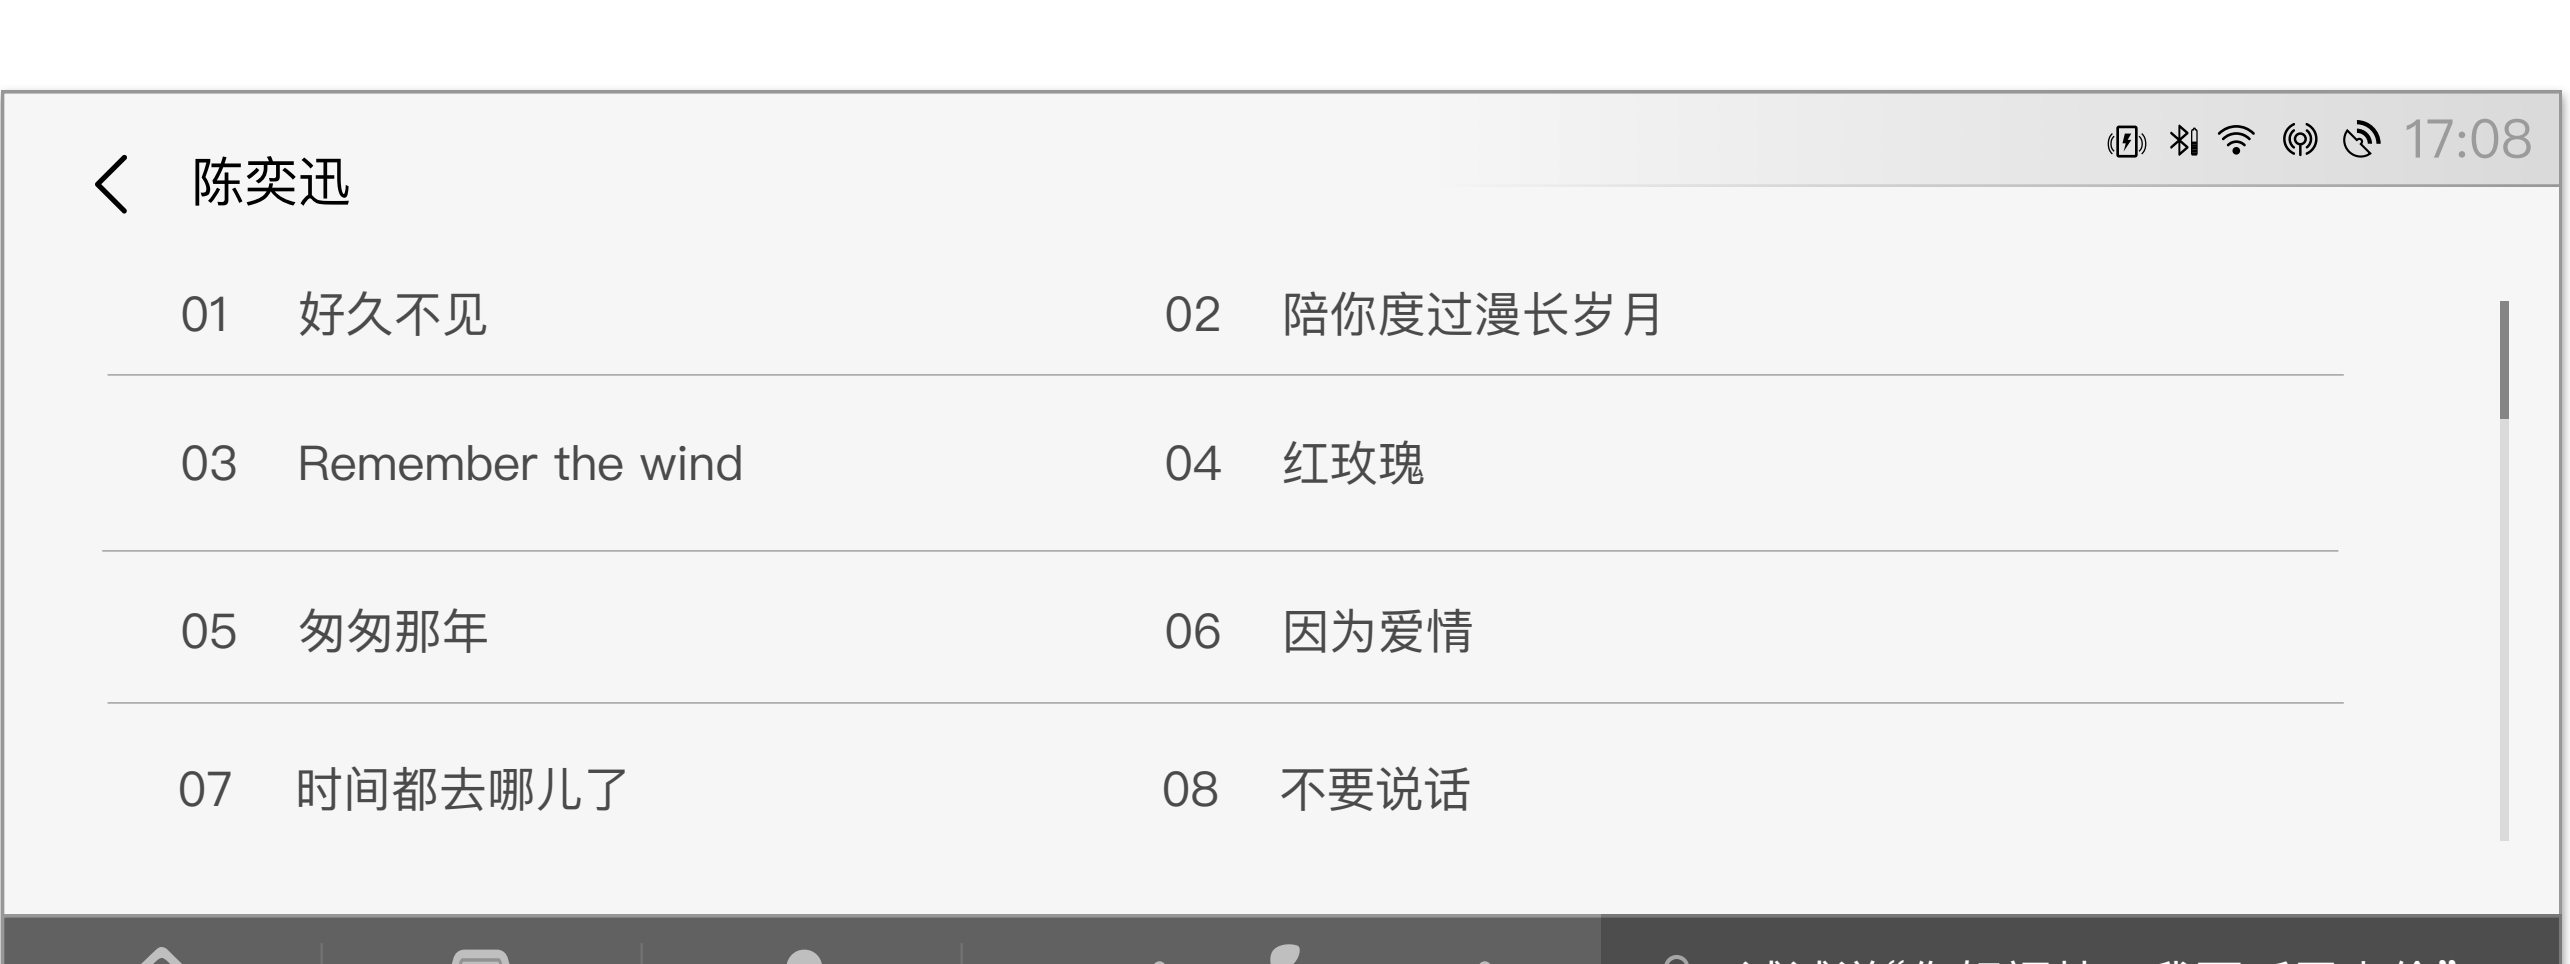 17:08
陈奕迅
01 好久不见
02 陪你度过漫长岁月
03 Remember the wind
04 红玫瑰
05 匆匆那年
06 因为爱情
07 时间都去哪儿了
08 不要说话